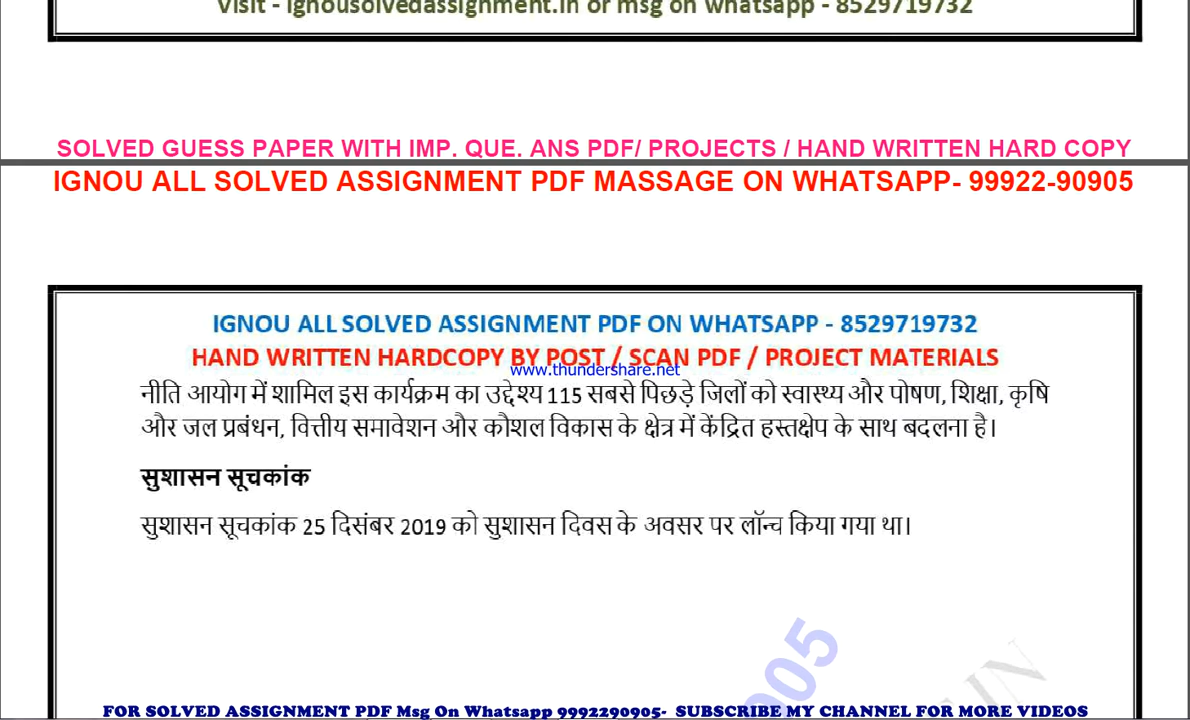 Visit - ignousolvedassignment.in or msg on whatsapp - 8529719732
SOLVED GUESS PAPER WITH IMP. QUE. ANS PDF/ PROJECTS / HAND WRITTEN HARD COPY
IGNOU ALL SOLVED ASSIGNMENT PDF MASSAGE ON WHATSAPP- 99922-90905
IGNOU ALL SOLVED ASSIGNMENT PDF ON WHATSAPP - 8529719732
HAND WRITTEN HARDCOPY BY POST / SCAN PDF / PROJECT MATERIALS
www.thundershare.net
नीति आयोग में शामिल इस कार्यक्रम का उद्देश्य 115 सबसे पिछड़े जिलों को स्वास्थ्य और पोषण, शिक्षा, कृषि
और जल प्रबंधन, वित्तीय समावेशन और कौशल विकास के क्षेत्र में केंद्रित हस्तक्षेप के साथ बदलना है।
सुशासन सूचकांक
सुशासन सूचकांक 25 दिसंबर 2019 को सुशासन दिवस के अवसर पर लॉन्च किया गया था।
905
IN
FOR SOLVED ASSIGNMENT PDF Msg On Whatsapp 9992290905- SUBSCRIBE MY CHANNEL FOR MORE VIDEOS